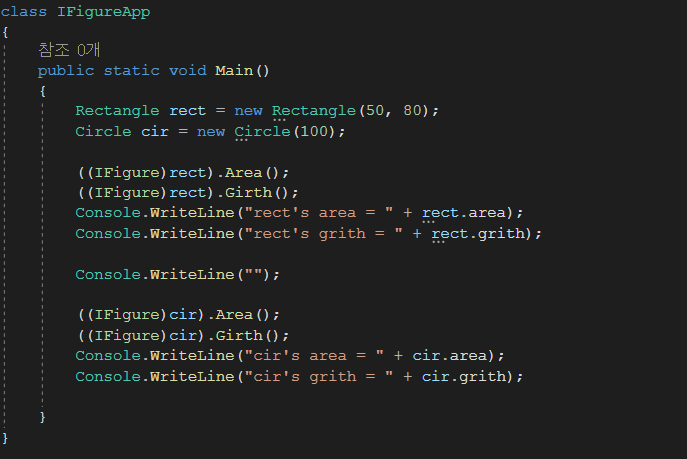 class IFigureApp
{
참조 0개
public static void Main()
{
Rectangle rect = new Rectangle(50, 80);
Circle cir = new Circle(100);
((IFigure)rect).Area();
((IFigure)rect).Girth();
Console.WriteLine("rect's area = " + rect.area);
Console.WriteLine("rect's grith = " + rect.grith);
Console.WriteLine("");
((IFigure)cir).Area();
((IFigure)cir).Girth();
Console.WriteLine("cir's area = " + cir.area);
Console.WriteLine("cir's grith = " + cir.grith);
}
}